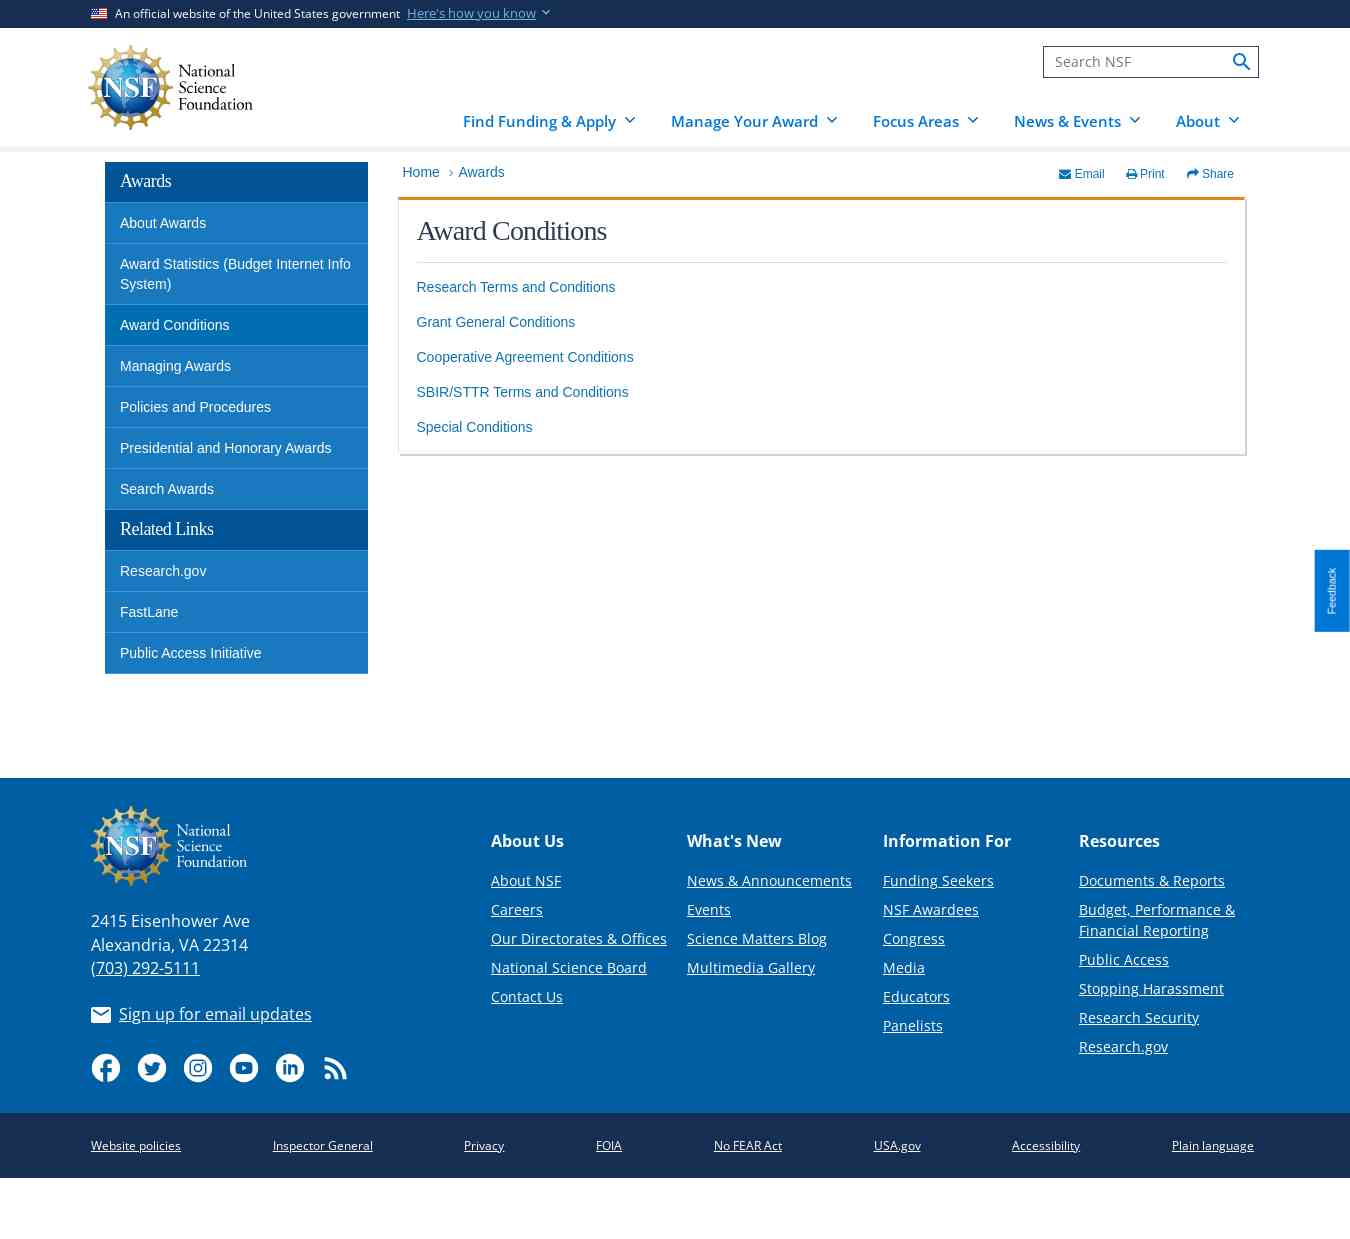 An official website of the United States government Here's how you know
NSF
National
Science
Foundation
Search NSF
Find Funding & Apply
Manage Your Award
Focus Areas
News & Events
About
Awards
About Awards
Award Statistics (Budget Internet Info
System)
Award Conditions
Managing Awards
Policies and Procedures
Presidential and Honorary Awards
Search Awards
Related Links
Research.gov
FastLane
Public Access Initiative
Home › Awards
Email
Print
Share
Award Conditions
Research Terms and Conditions
Grant General Conditions
Cooperative Agreement Conditions
SBIR/STTR Terms and Conditions
Special Conditions
Feedback
NSF
National
Science
Foundation
2415 Eisenhower Ave
Alexandria, VA 22314
(703) 292-5111
Sign up for email updates
About Us
About NSF
Careers
Our Directorates & Offices
National Science Board
Contact Us
What's New
News & Announcements
Events
Science Matters Blog
Multimedia Gallery
Information For
Funding Seekers
NSF Awardees
Congress
Media
Educators
Panelists
Resources
Documents & Reports
Budget, Performance &
Financial Reporting
Public Access
Stopping Harassment
Research Security
Research.gov
Website policies
Inspector General
Privacy
FOIA
No FEAR Act
USA.gov
Accessibility
Plain language